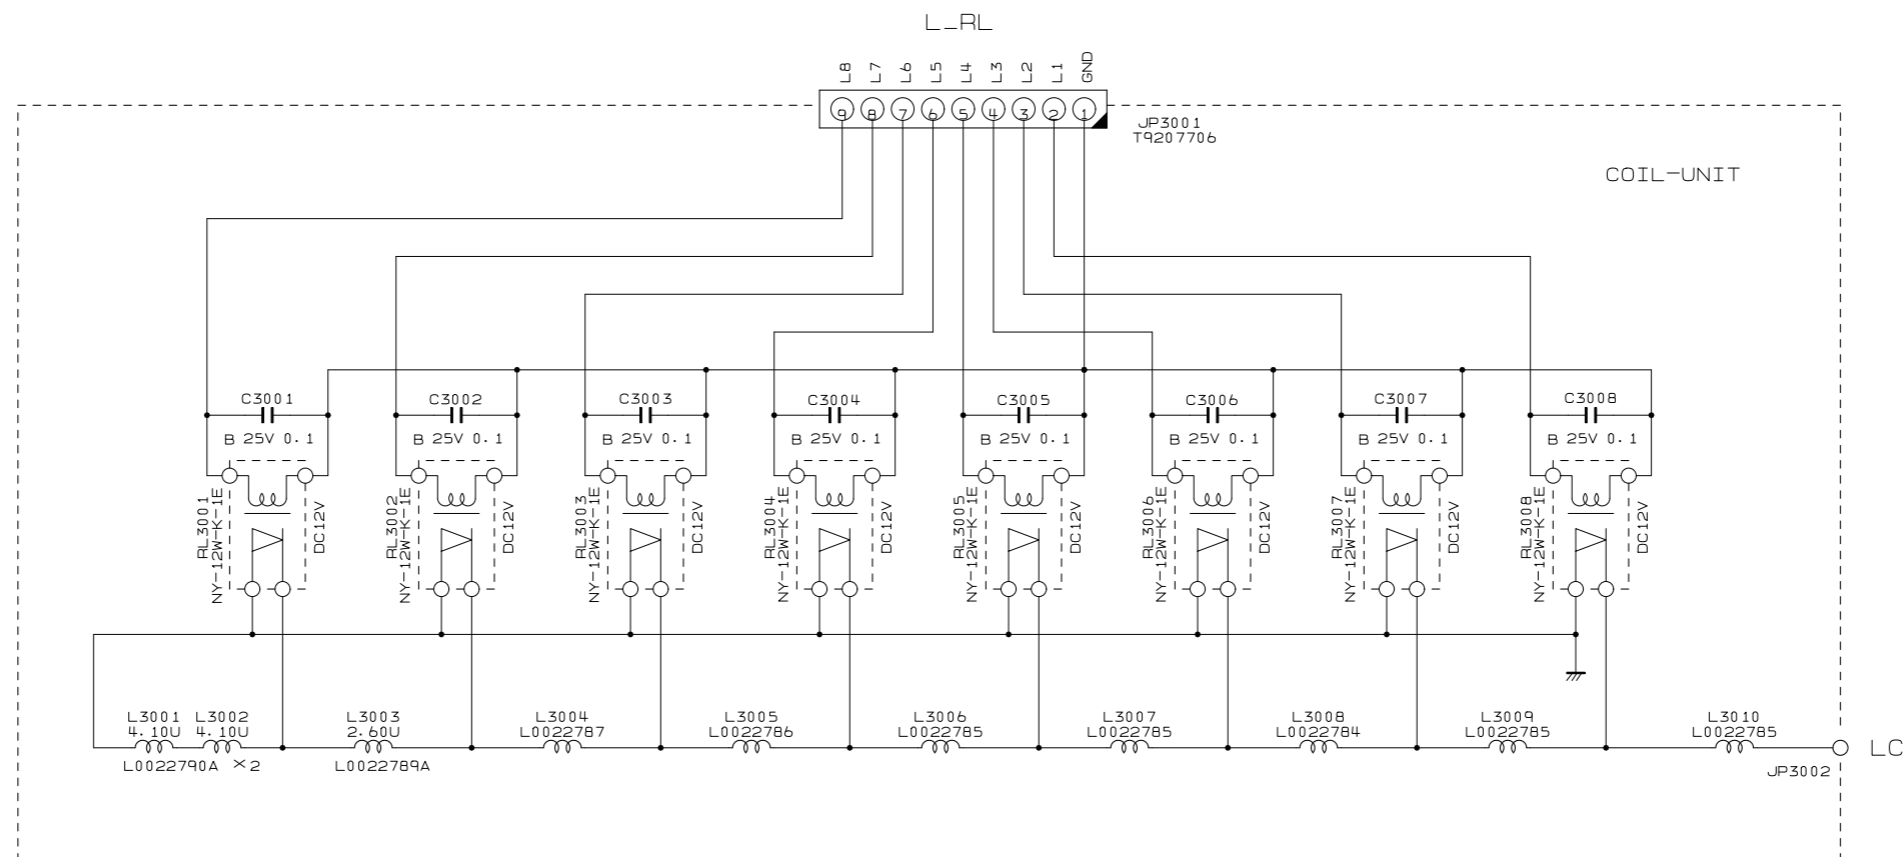 L_RL
L8 L7 L6 L5 L4 L3 L2 L1 GND
9 8 7 6 5 4 3 2 1
JP3001
T9207706
COIL-UNIT
C3001 C3002 C3003 C3004 C3005 C3006 C3007 C3008
B 25V 0.1 B 25V 0.1 B 25V 0.1 B 25V 0.1 B 25V 0.1 B 25V 0.1 B 25V 0.1 B 25V 0.1
RL3001
NY-12W-K-1E
DC12V
RL3002
NY-12W-K-1E
DC12V
RL3003
NY-12W-K-1E
DC12V
RL3004
NY-12W-K-1E
DC12V
RL3005
NY-12W-K-1E
DC12V
RL3006
NY-12W-K-1E
DC12V
RL3007
NY-12W-K-1E
DC12V
RL3008
NY-12W-K-1E
DC12V
L3001 L3002 L3003 L3004 L3005 L3006 L3007 L3008 L3009 L3010
4.10U 4.10U 2.60U L0022787 L0022786 L0022785 L0022785 L0022784 L0022785 L0022785
L0022790A ×2 L0022789A
LC
JP3002